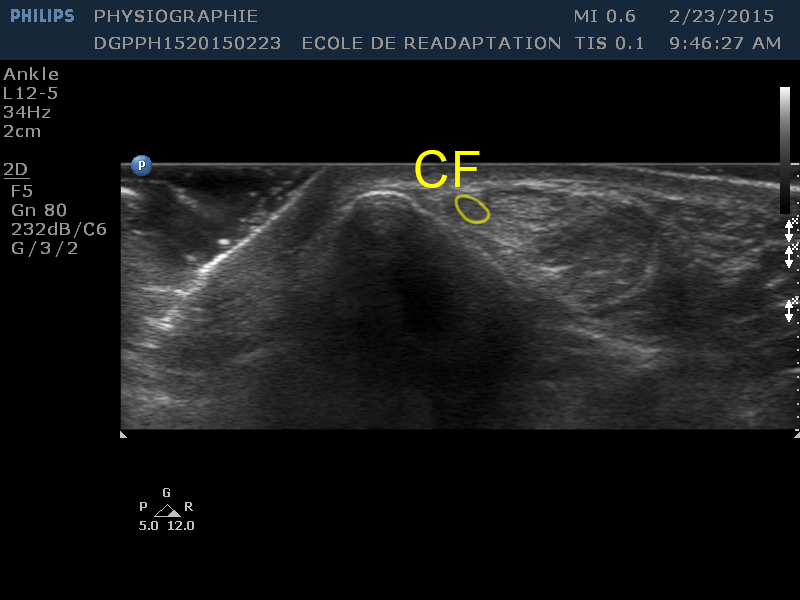 PHILIPS PHYSIOGRAPHIE MI 0.6 2/23/2015
DGPPH1520150223 ECOLE DE READAPTATION TIS 0.1 9:46:27 AM
Ankle
L12-5
34Hz
2cm
2D
F5
Gn 80
232dB/C6
G/3/2
P
CF
G
P R
5.0 12.0